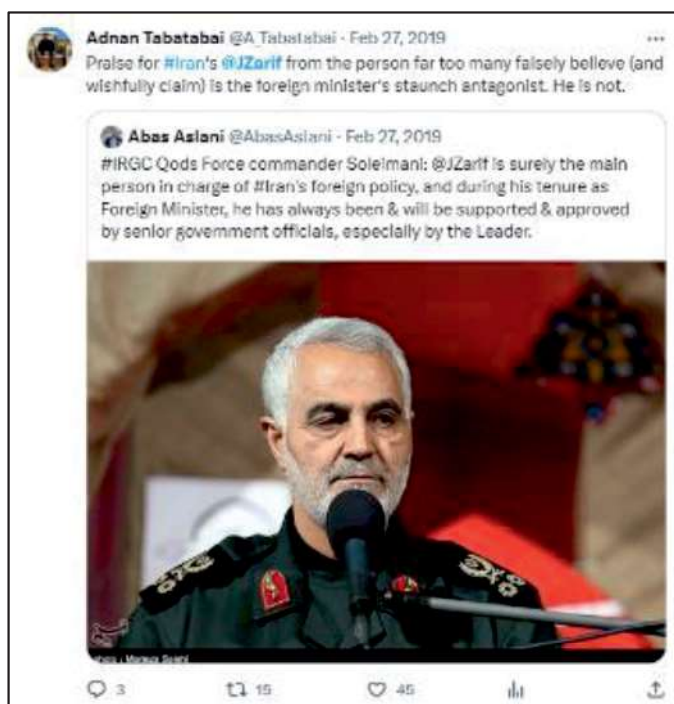 Adnan Tabatabai @A_Tabatabai · Feb 27, 2019
Praise for #Iran's @JZarif from the person far too many falsely believe (and
wishfully claim) is the foreign minister's staunch antagonist. He is not.
Abas Aslani @AbasAslani · Feb 27, 2019
#IRGC Qods Force commander Soleimani: @JZarif is surely the main
person in charge of #Iran's foreign policy, and during his tenure as
Foreign Minister, he has always been & will be supported & approved
by senior government officials, especially by the Leader.
3 15 45